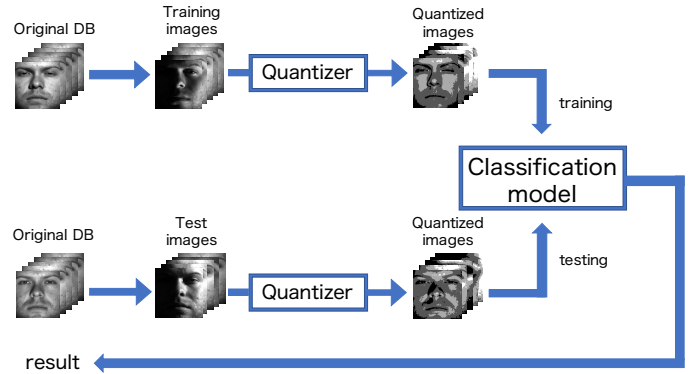 Original DB
Training
images
Quantizer
Quantized
images
training
Classification
model
Original DB
Test
images
Quantizer
Quantized
images
testing
result